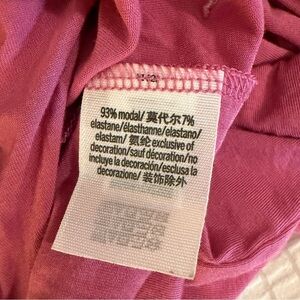 93% modal/ 莫代尔 7%
elastane/élasthanne/elastano/
elastam/ 氨纶 exclusive of
decoration/sauf décoration/no
incluye la decoración/esclusa la
decorazione/ 装饰除外